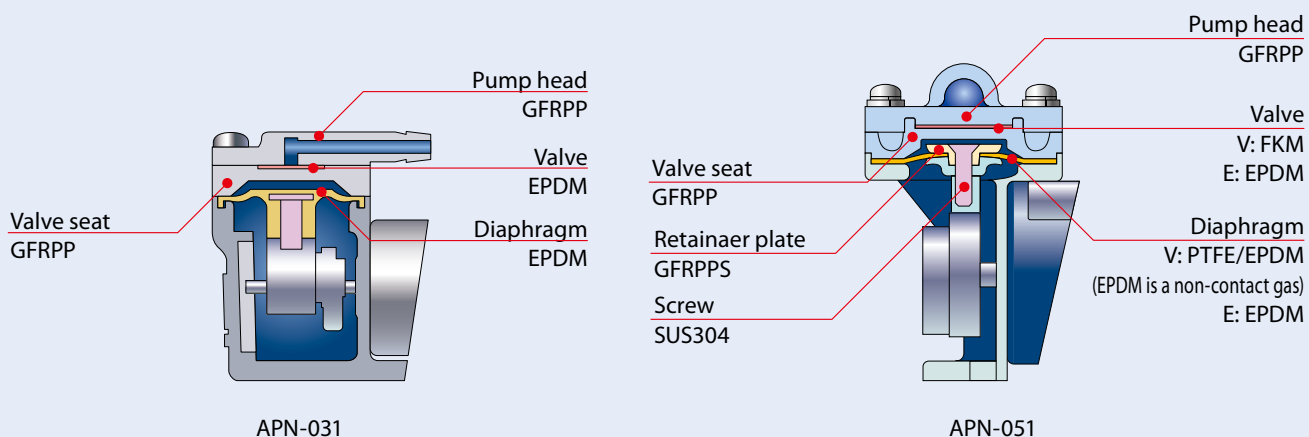 Pump head
GFRPP
Valve
EPDM
Valve seat
GFRPP
Diaphragm
EPDM
APN-031
Pump head
GFRPP
Valve
V: FKM
E: EPDM
Valve seat
GFRPP
Retainaer plate
GFRPPS
Screw
SUS304
Diaphragm
V: PTFE/EPDM
(EPDM is a non-contact gas)
E: EPDM
APN-051